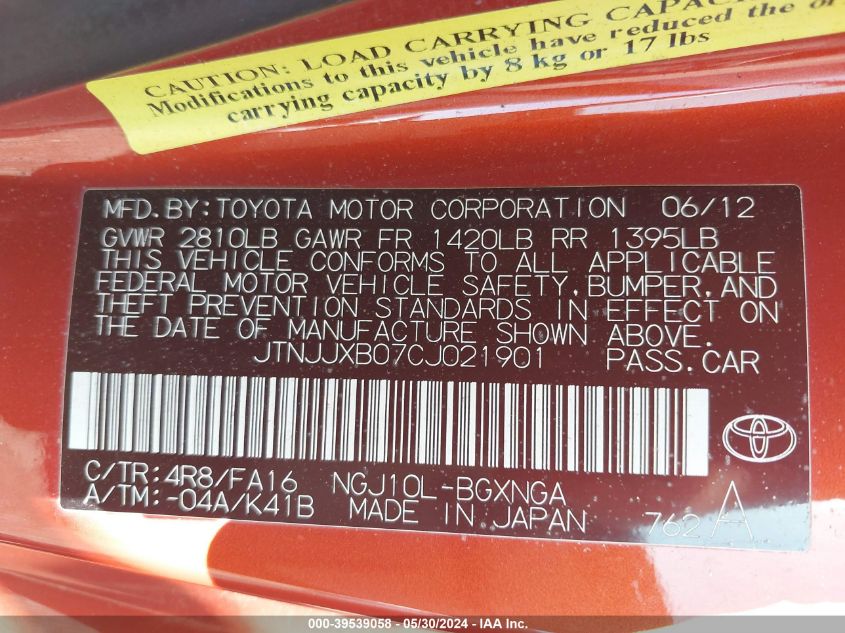 CAUTION: LOAD CARRYING CAPAC
Modifications to this vehicle have reduced the or
carrying capacity by 8 kg or 17 lbs
MFD.BY:TOYOTA MOTOR CORPORATION 06/12
GVWR 2810LB GAWR FR 1420LB RR 1395LB
THIS VEHICLE CONFORMS TO ALL APPLICABLE
FEDERAL MOTOR VEHICLE SAFETY,BUMPER,AND
THEFT PREVENTION STANDARDS IN EFFECT ON
THE DATE OF MANUFACTURE SHOWN ABOVE.
JTNJJXB07CJ021901 PASS.CAR
C/TR:4R8/FA16 NGJ10L-BGXNGA
A/TM:-04A/K41B MADE IN JAPAN 762 A
000-39539058 - 05/30/2024 - IAA Inc.